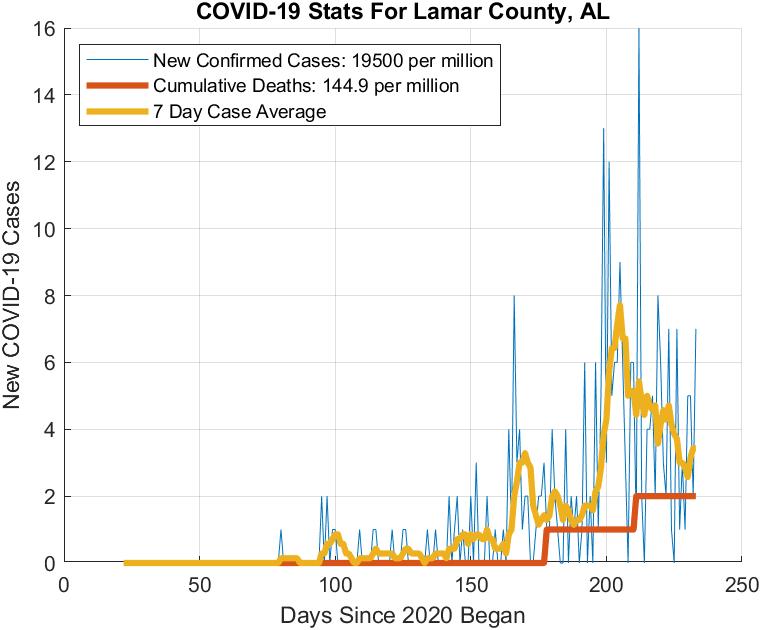 COVID-19 Stats For Lamar County, AL
New Confirmed Cases: 19500 per million
Cumulative Deaths: 144.9 per million
7 Day Case Average
New COVID-19 Cases
16
14
12
10
8
6
4
2
0
0 50 100 150 200 250
Days Since 2020 Began